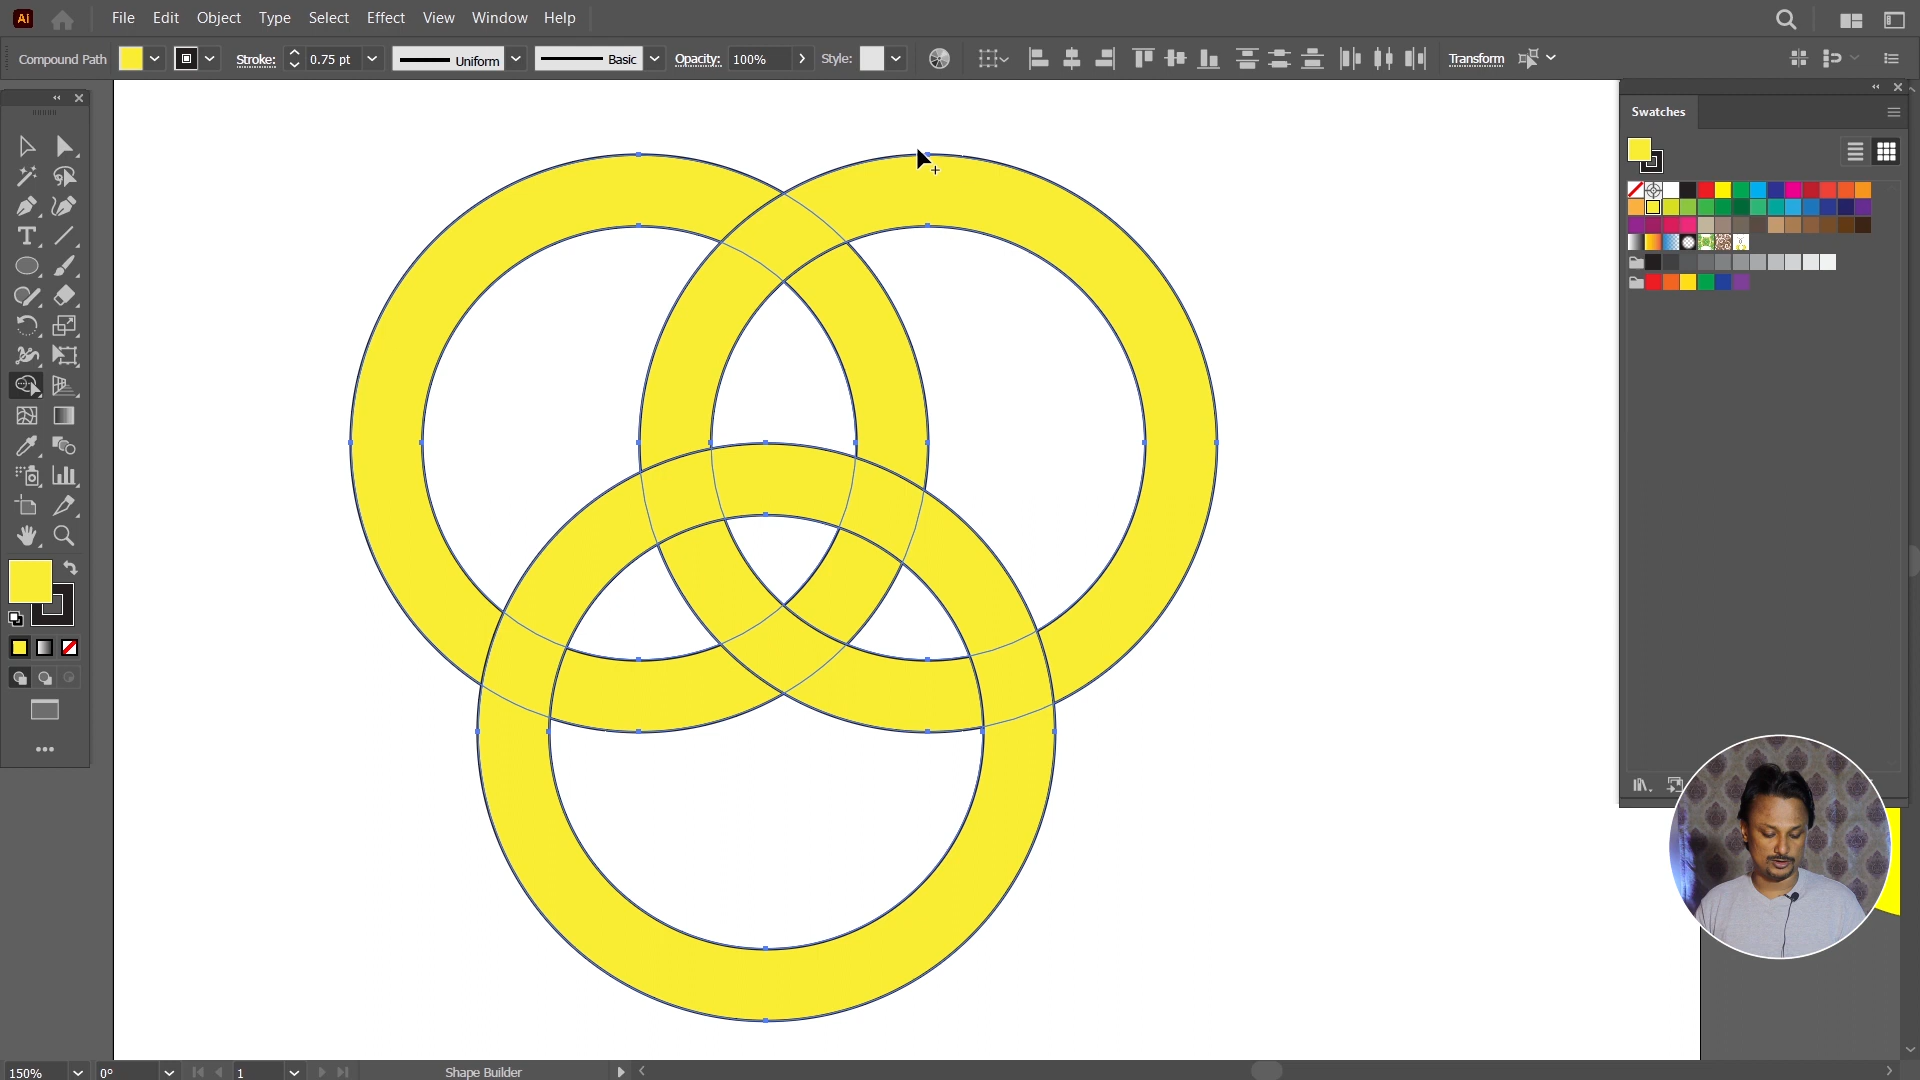 Ai File Edit Object Type Select Effect View Window Help
Compound Path Stroke: 0.75 pt Uniform Basic Opacity: 100% Style: Transform
Swatches
150% 0° 1 Shape Builder